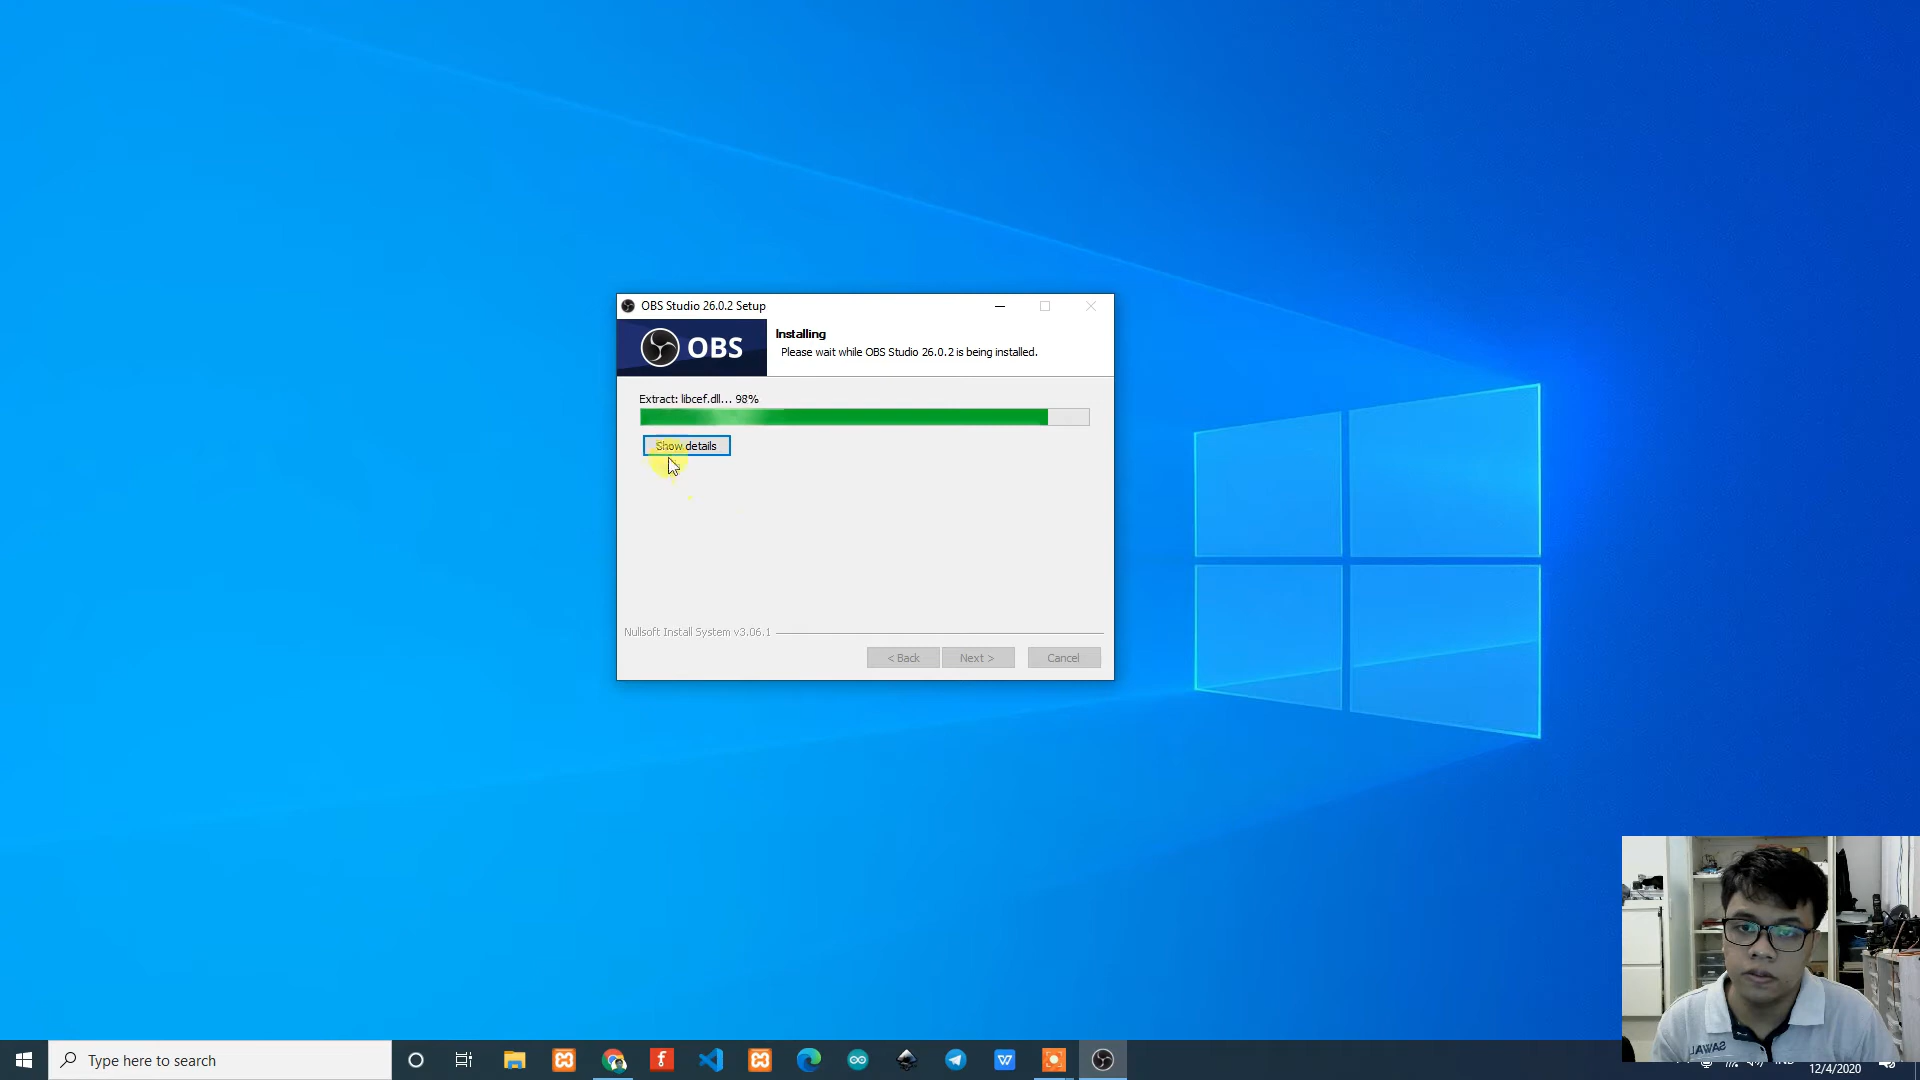 OBS Studio 26.0.2 Setup
OBS
Installing
Please wait while OBS Studio 26.0.2 is being installed.
Extract: libcef.dll... 98%
Show details
Nullsoft Install System v3.06.1
< Back
Next >
Cancel
Type here to search
12/4/2020